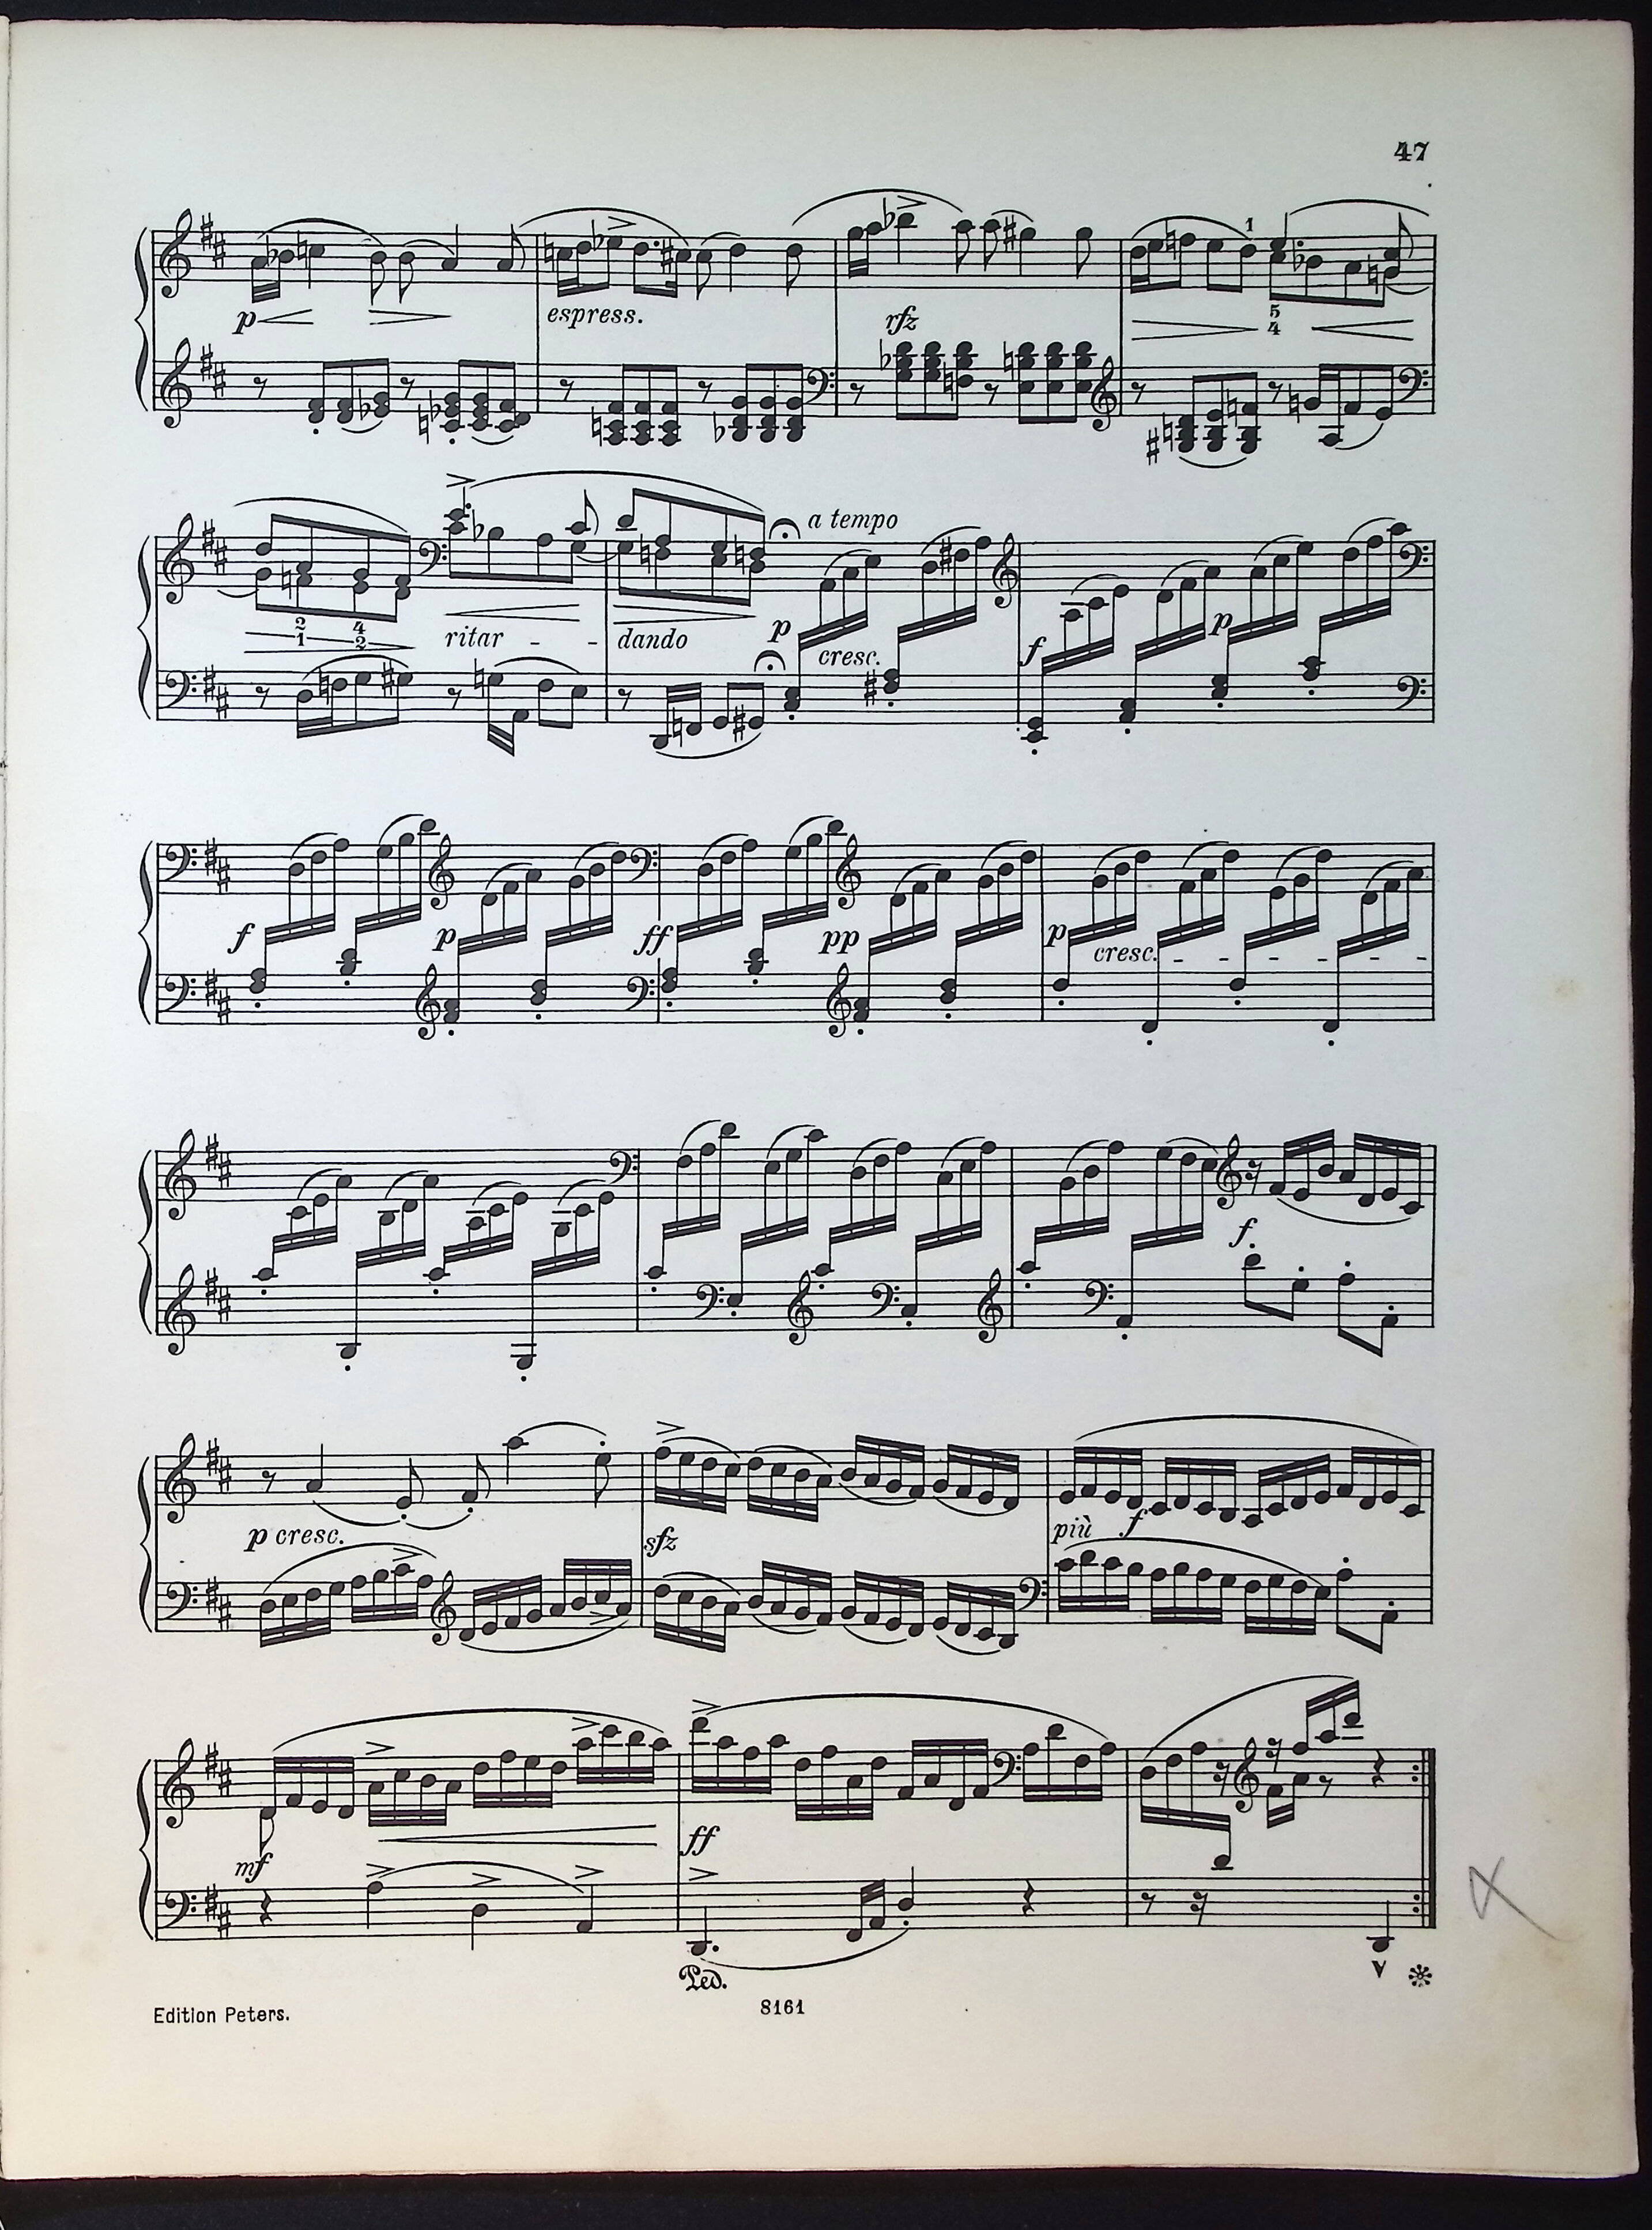 47
1
p espress. rfz
5
4
a tempo
2 4
1 2
ritar - - dando p cresc. f p
f p ff pp p cresc. - - - - - -
f
p cresc. sfz più f
mf ff
Ped.
Edition Peters. 8161